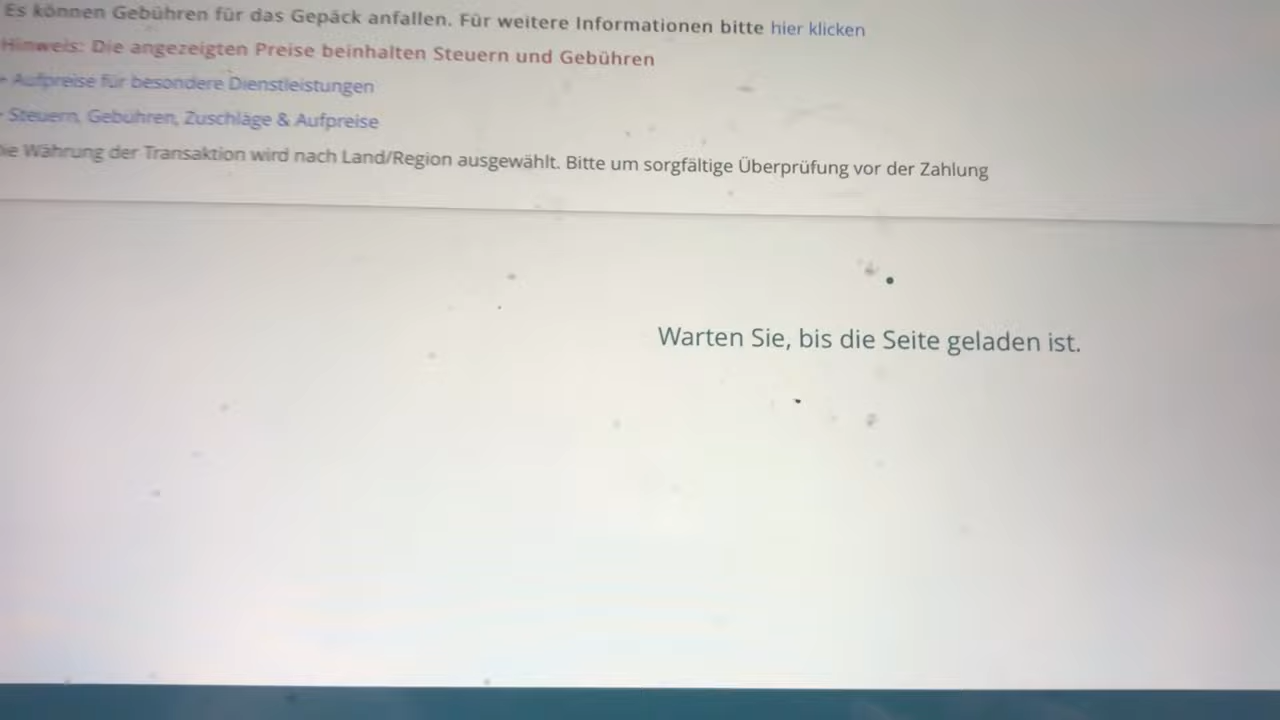 Es können Gebühren für das Gepäck anfallen. Für weitere Informationen bitte hier klicken
Hinweis: Die angezeigten Preise beinhalten Steuern und Gebühren
Aufpreise für besondere Dienstleistungen
Steuern, Gebühren, Zuschläge & Aufpreise
Die Währung der Transaktion wird nach Land/Region ausgewählt. Bitte um sorgfältige Überprüfung vor der Zahlung
Warten Sie, bis die Seite geladen ist.